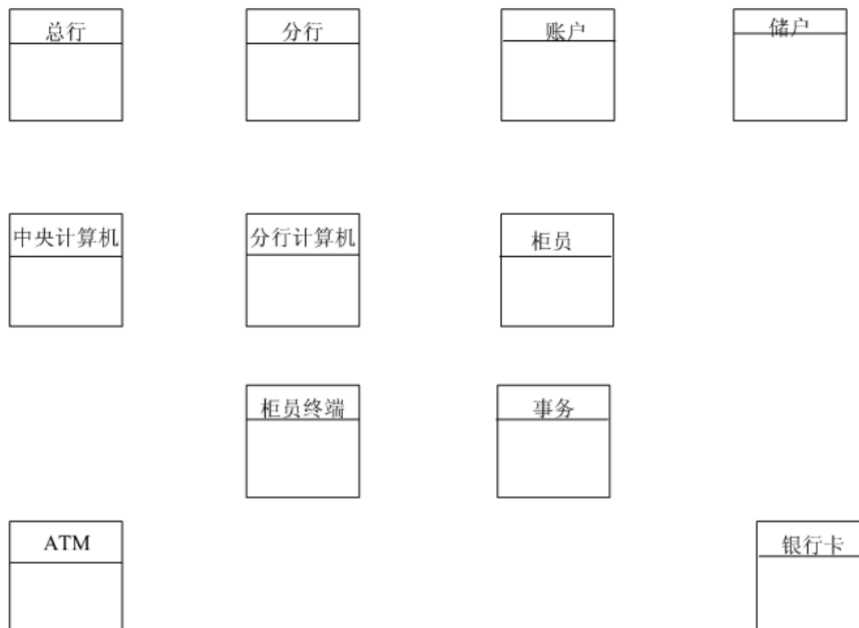 总行
分行
账户
储户
中央计算机
分行计算机
柜员
柜员终端
事务
ATM
银行卡